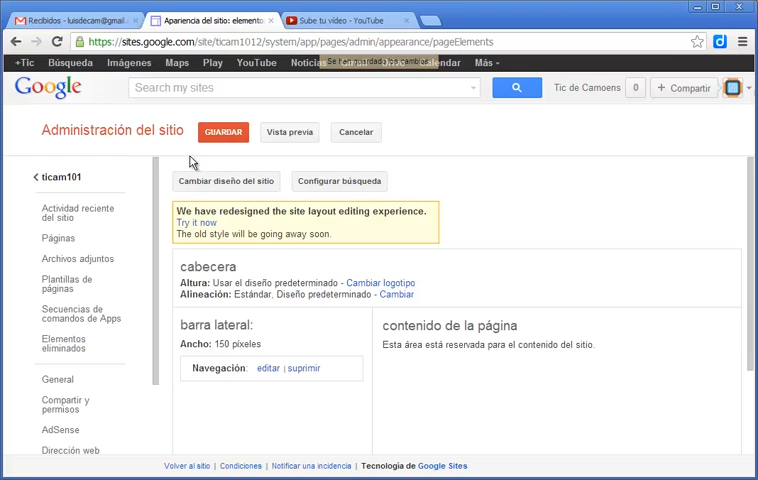 Recibidos - luisdecam@gmail.
Apariencia del sitio: elemento
Sube tu vídeo - YouTube
https://sites.google.com/site/ticam1012/system/app/pages/admin/appearance/pageElements
+Tic Búsqueda Imágenes Maps Play YouTube Noticias Calendar Más
Se han guardado los cambios.
Google
Search my sites
Tic de Camoens 0 + Compartir
Administración del sitio GUARDAR Vista previa Cancelar
ticam101
Cambiar diseño del sitio Configurar búsqueda
We have redesigned the site layout editing experience.
Try it now
The old style will be going away soon.
Actividad reciente
del sitio
Páginas
Archivos adjuntos
Plantillas de
páginas
Secuencias de
comandos de Apps
Elementos
eliminados
General
Compartir y
permisos
AdSense
Dirección web
cabecera
Altura: Usar el diseño predeterminado - Cambiar logotipo
Alineación: Estándar, Diseño predeterminado - Cambiar
barra lateral:
Ancho: 150 píxeles
Navegación: editar | suprimir
contenido de la página
Esta área está reservada para el contenido del sitio.
Volver al sitio | Condiciones | Notificar una incidencia | Tecnología de Google Sites